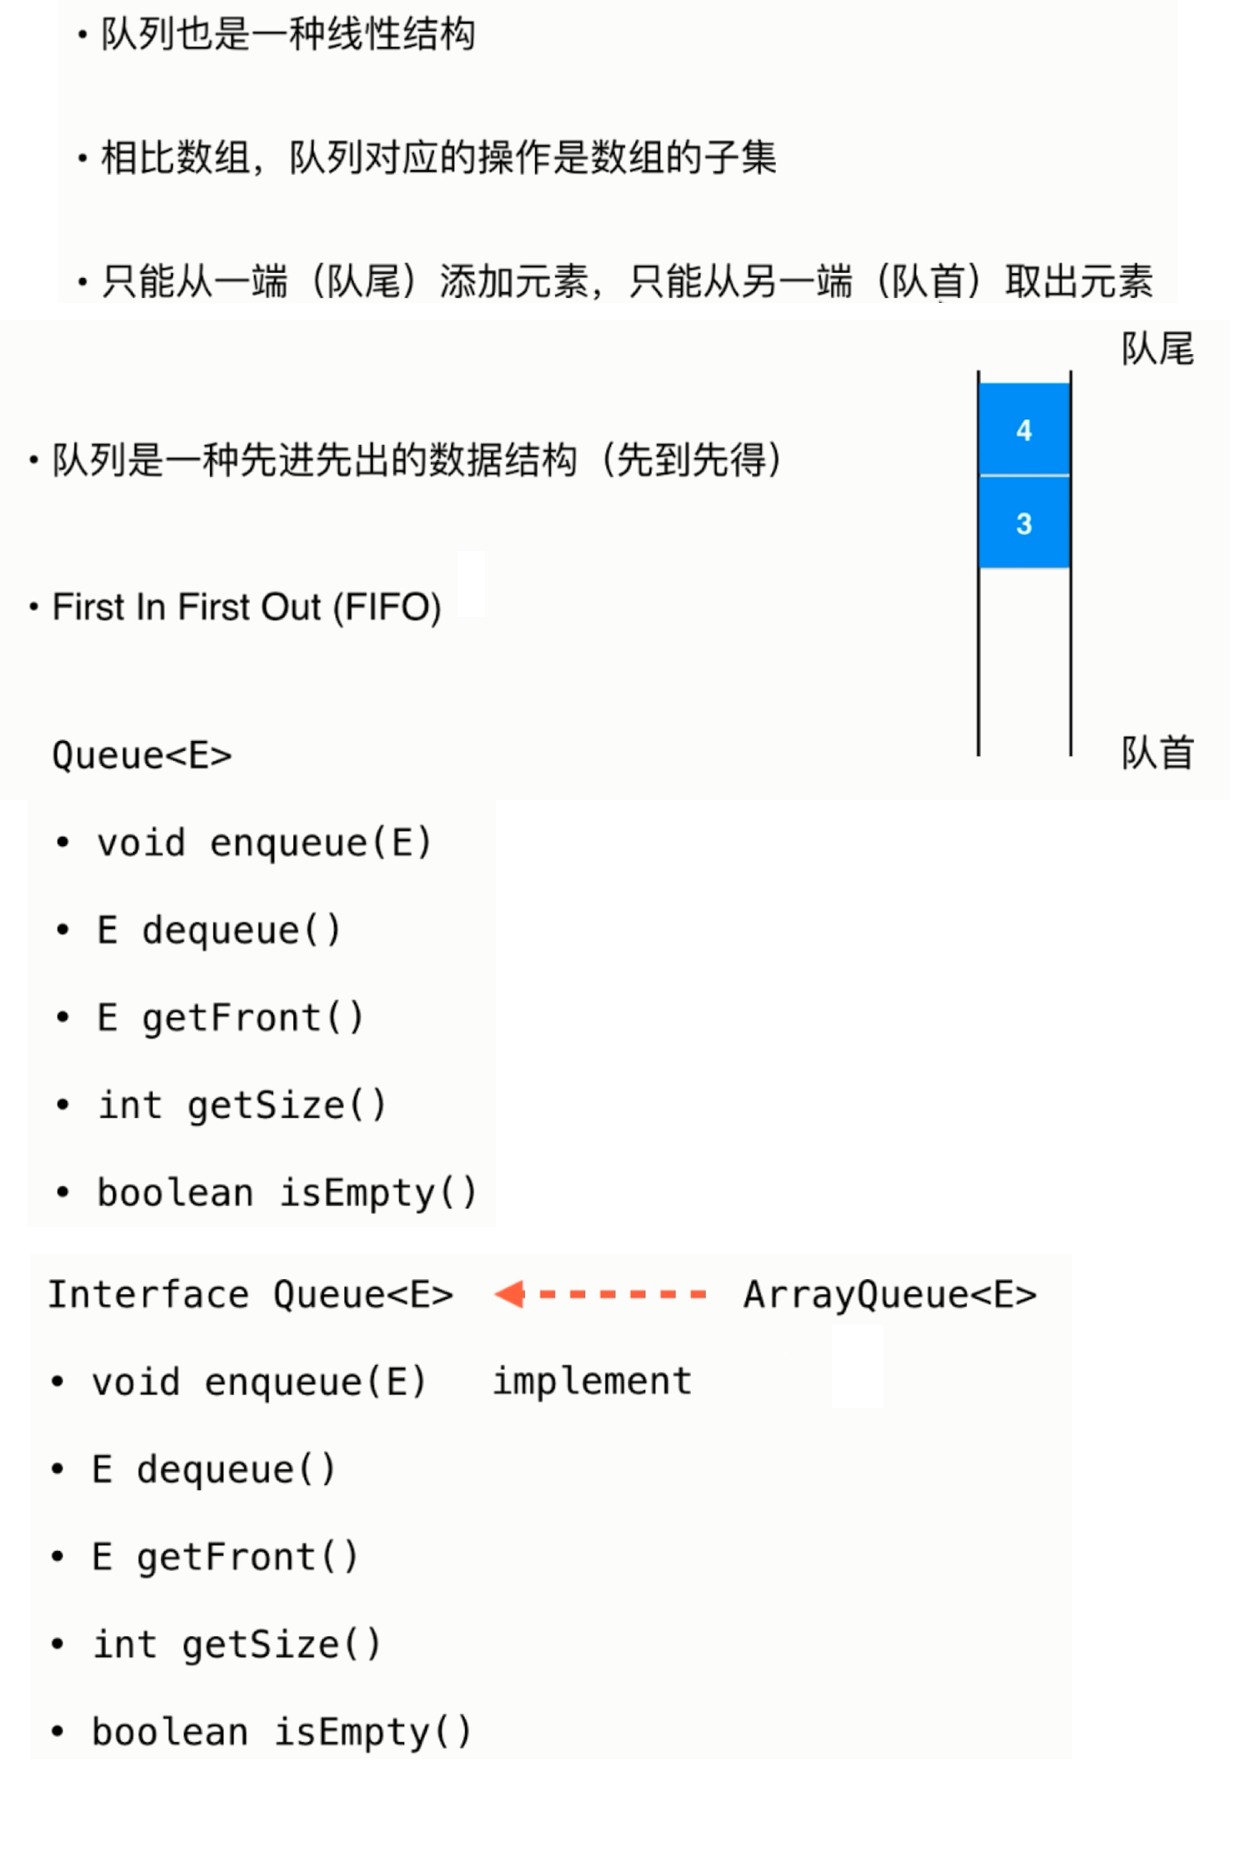 • 队列也是一种线性结构
• 相比数组，队列对应的操作是数组的子集
• 只能从一端（队尾）添加元素，只能从另一端（队首）取出元素
队尾
4
• 队列是一种先进先出的数据结构（先到先得）
3
• First In First Out (FIFO)
Queue<E>
队首
• void enqueue(E)
• E dequeue()
• E getFront()
• int getSize()
• boolean isEmpty()
Interface Queue<E> ArrayQueue<E>
• void enqueue(E) implement
• E dequeue()
• E getFront()
• int getSize()
• boolean isEmpty()